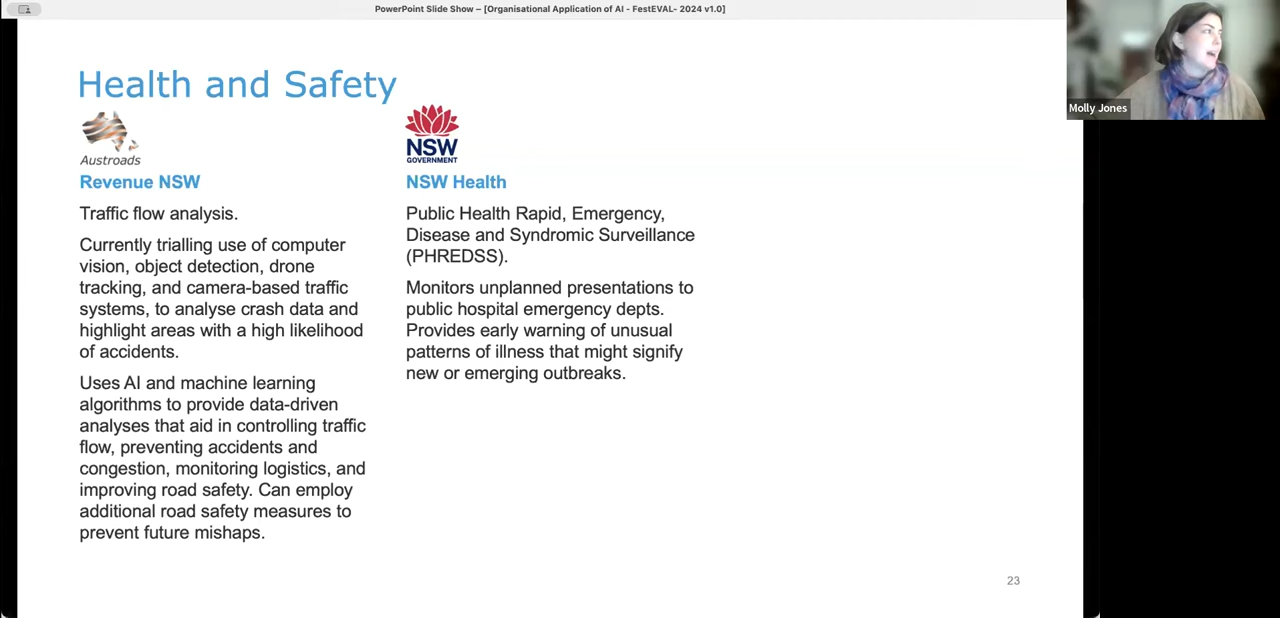 PowerPoint Slide Show – [Organisational Application of AI - FestEVAL- 2024 v1.0]
Molly Jones
Health and Safety
Austroads
Revenue NSW
Traffic flow analysis.
Currently trialling use of computer
vision, object detection, drone
tracking, and camera-based traffic
systems, to analyse crash data and
highlight areas with a high likelihood
of accidents.
Uses AI and machine learning
algorithms to provide data-driven
analyses that aid in controlling traffic
flow, preventing accidents and
congestion, monitoring logistics, and
improving road safety. Can employ
additional road safety measures to
prevent future mishaps.
NSW
GOVERNMENT
NSW Health
Public Health Rapid, Emergency,
Disease and Syndromic Surveillance
(PHREDSS).
Monitors unplanned presentations to
public hospital emergency depts.
Provides early warning of unusual
patterns of illness that might signify
new or emerging outbreaks.
23